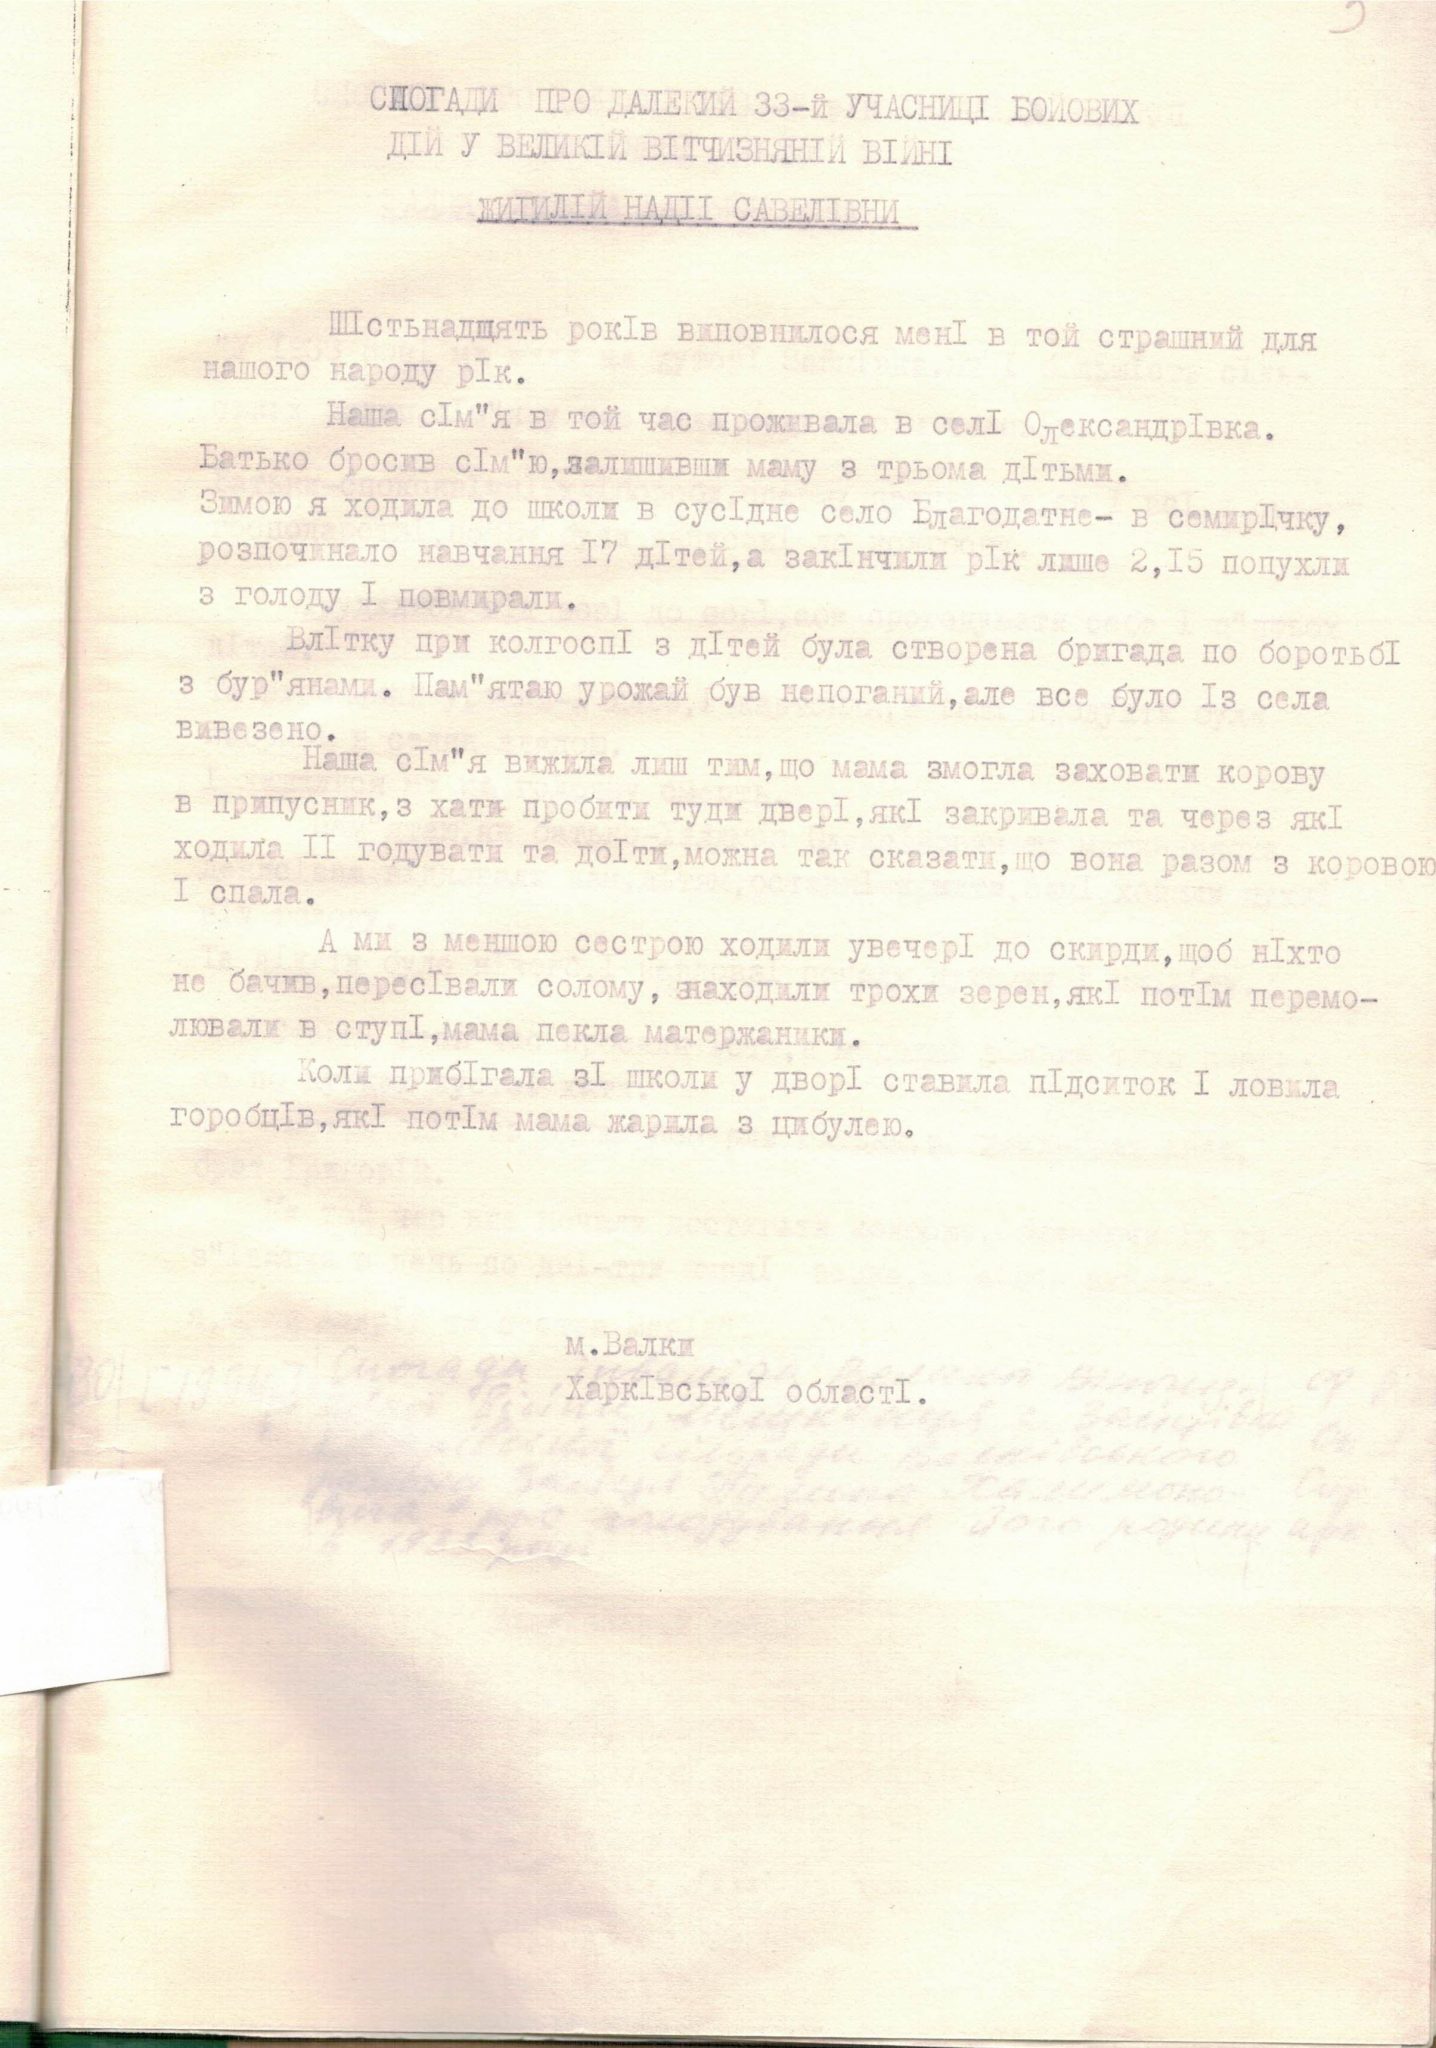 СПОГАДИ ПРО ДАЛЕКИЙ 33-й УЧАСНИЦІ БОЙОВИХ
ДІЙ У ВЕЛИКІЙ ВІТЧИЗНЯНІЙ ВІЙНІ
ЖИГИЛІЙ НАДІЇ САВЕЛІВНИ
Шістьнадцять років виповнилося мені в той страшний для
нашого народу рік.
Наша сім"я в той час проживала в селі Олександрівка.
Батько бросив сім"ю,залишивши маму з трьома дітьми.
Зимою я ходила до школи в сусідне село Благодатне- в семирічку,
розпочинало навчання І7 дітей,а закінчили рік лише 2,І5 попухли
з голоду і повмирали.
Влітку при колгоспі з дітей була створена бригада по боротьбі
з бур"янами. Пам"ятаю урожай був непоганий,але все було із села
вивезено.
Наша сім"я вижила лиш тим,що мама змогла заховати корову
в припусник,з хати пробити туди двері,які закривала та через які
ходила ІІ годувати та доІти,можна так сказати,що вона разом з коровою
і спала.
А ми з меншою сестрою ходили увечері до скирди,щоб ніхто
не бачив,пересівали солому, знаходили трохи зерен,які потім перемо-
лювали в ступі,мама пекла матержаники.
Коли прибігала зі школи у дворі ставила підситок і ловила
горобців,які потім мама жарила з цибулею.
м.Валки
ХаркІвськоІ області.